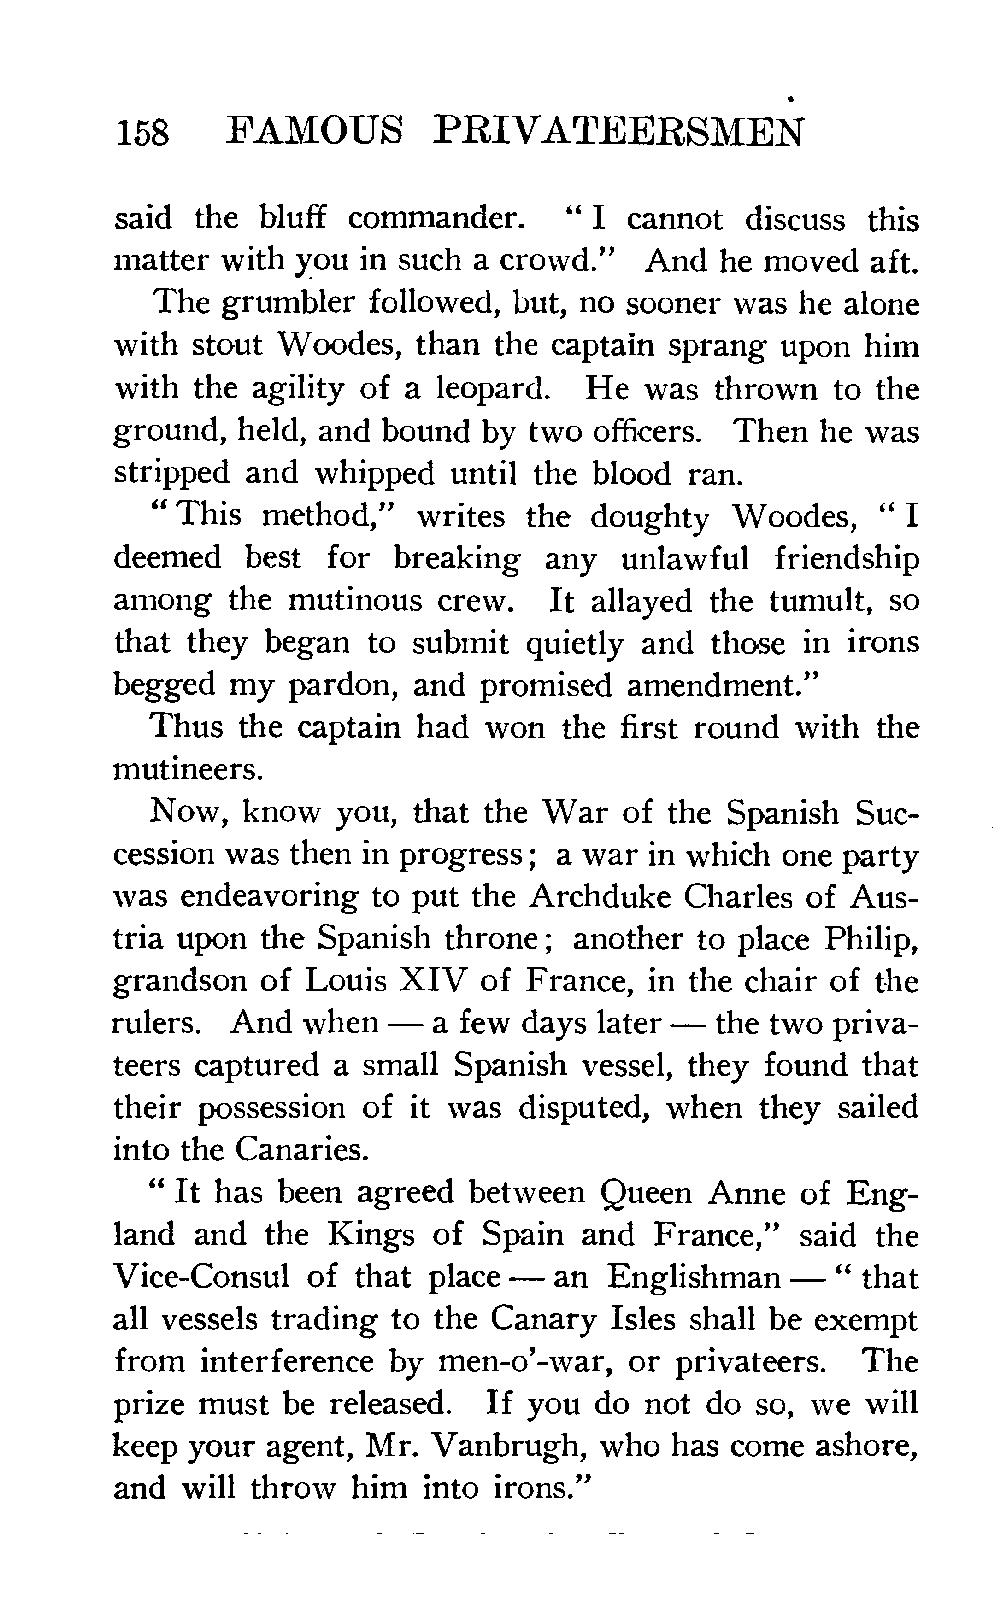 158 FAMOUS PRIVATEERSMEN
said the bluff commander. “ I cannot discuss this
matter with you in such a crowd.” And he moved aft.
The grumbler followed, but, no sooner was he alone
with stout Woodes, than the captain sprang upon him
with the agility of a leopard. He was thrown to the
ground, held, and bound by two officers. Then he was
stripped and whipped until the blood ran.
“ This method,” writes the doughty Woodes, “ I
deemed best for breaking any unlawful friendship
among the mutinous crew. It allayed the tumult, so
that they began to submit quietly and those in irons
begged my pardon, and promised amendment.”
Thus the captain had won the first round with the
mutineers.
Now, know you, that the War of the Spanish Suc-
cession was then in progress; a war in which one party
was endeavoring to put the Archduke Charles of Aus-
tria upon the Spanish throne; another to place Philip,
grandson of Louis XIV of France, in the chair of the
rulers. And when — a few days later — the two priva-
teers captured a small Spanish vessel, they found that
their possession of it was disputed, when they sailed
into the Canaries.
“ It has been agreed between Queen Anne of Eng-
land and the Kings of Spain and France,” said the
Vice-Consul of that place — an Englishman — “ that
all vessels trading to the Canary Isles shall be exempt
from interference by men-o’-war, or privateers. The
prize must be released. If you do not do so, we will
keep your agent, Mr. Vanbrugh, who has come ashore,
and will throw him into irons.”